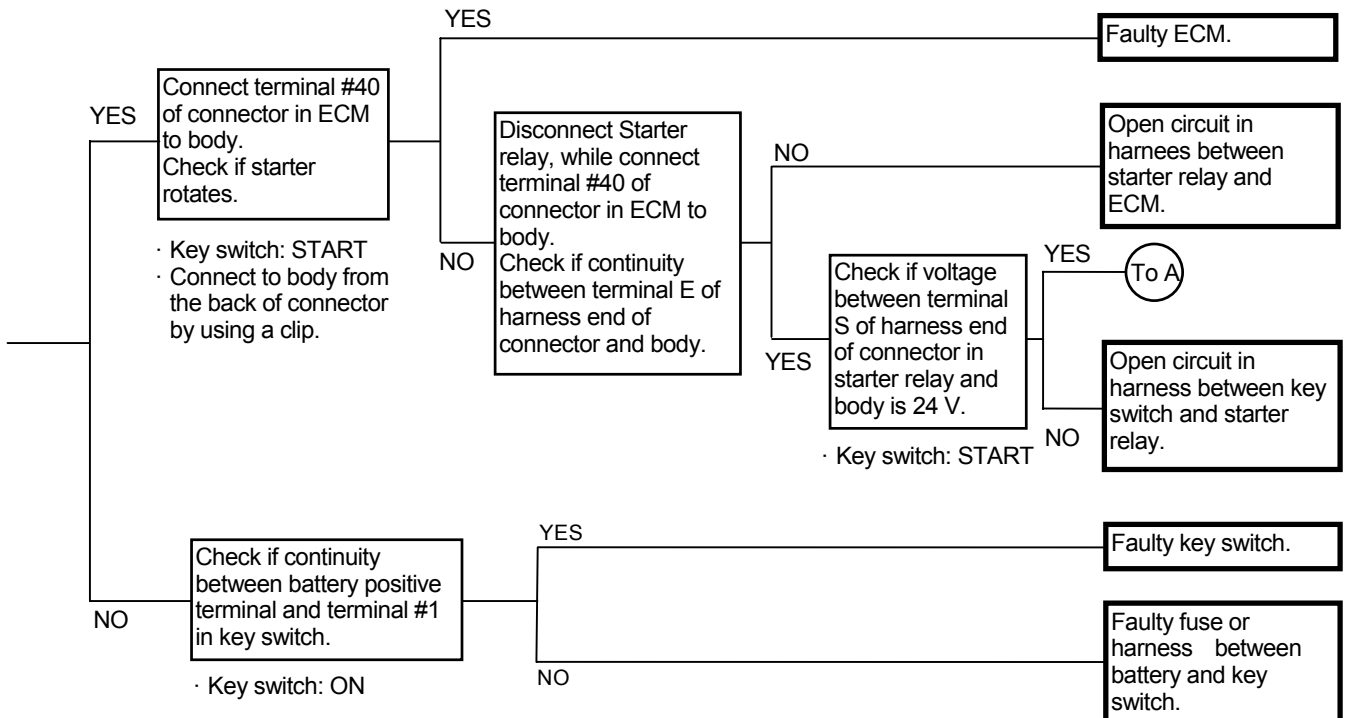 YES
Faulty ECM.
YES
Connect terminal #40
of connector in ECM
to body.
Check if starter
rotates.
· Key switch: START
· Connect to body from
the back of connector
by using a clip.
NO
Disconnect Starter
relay, while connect
terminal #40 of
connector in ECM to
body.
Check if continuity
between terminal E of
harness end of
connector and body.
NO
Open circuit in
harnees between
starter relay and
ECM.
YES
Check if voltage
between terminal
S of harness end
of connector in
starter relay and
body is 24 V.
· Key switch: START
YES
To A
NO
Open circuit in
harness between key
switch and starter
relay.
NO
Check if continuity
between battery positive
terminal and terminal #1
in key switch.
· Key switch: ON
YES
Faulty key switch.
NO
Faulty fuse or
harness between
battery and key
switch.